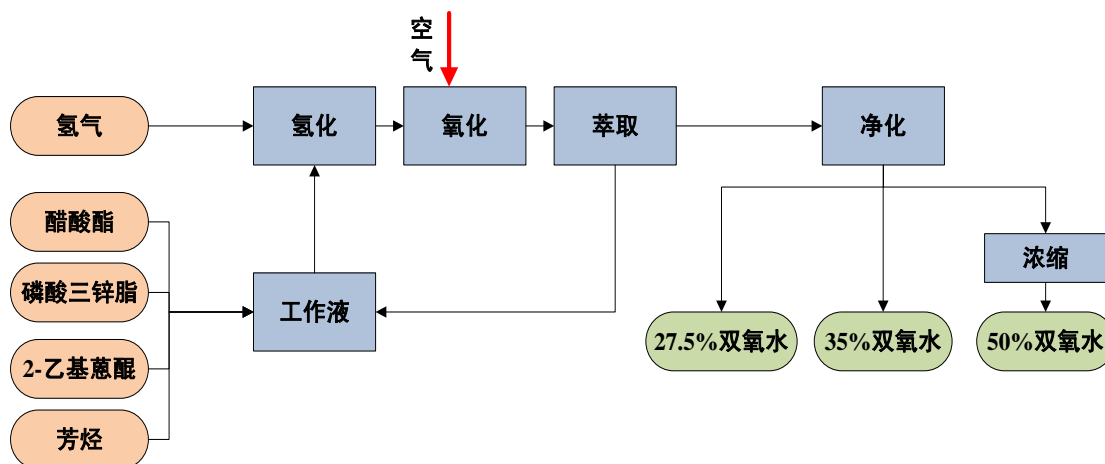 空
气
氢气
氢化
氧化
萃取
净化
醋酸酯
磷酸三锌脂
2-乙基蒽醌
芳烃
工作液
浓缩
27.5%双氧水
35%双氧水
50%双氧水